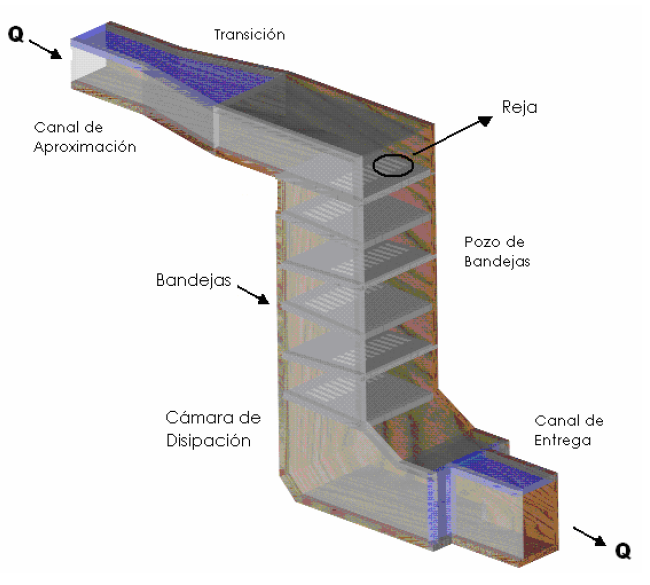 Q
Transición
Reja
Canal de
Aproximación
Pozo de
Bandejas
Bandejas
Cámara de
Disipación
Canal de
Entrega
Q